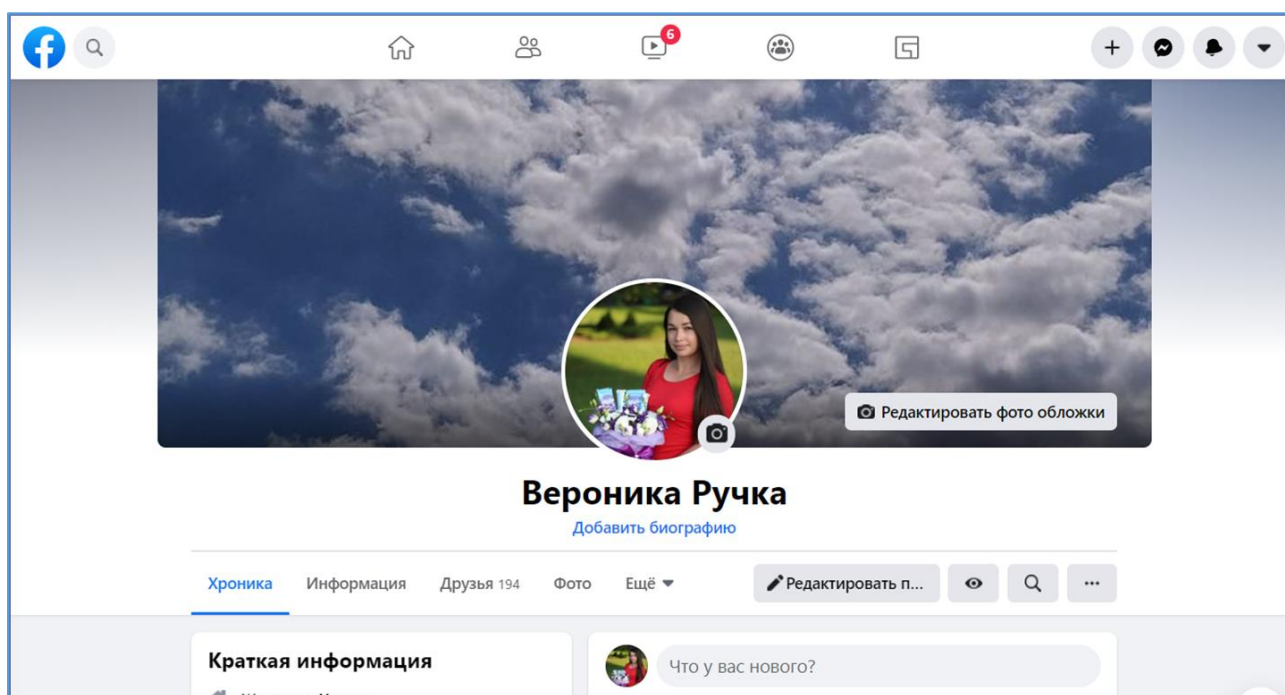 6
Редактировать фото обложки
Вероника Ручка
Добавить биографию
Хроника Информация Друзья 194 Фото Ещё Редактировать п...
Краткая информация
Что у вас нового?